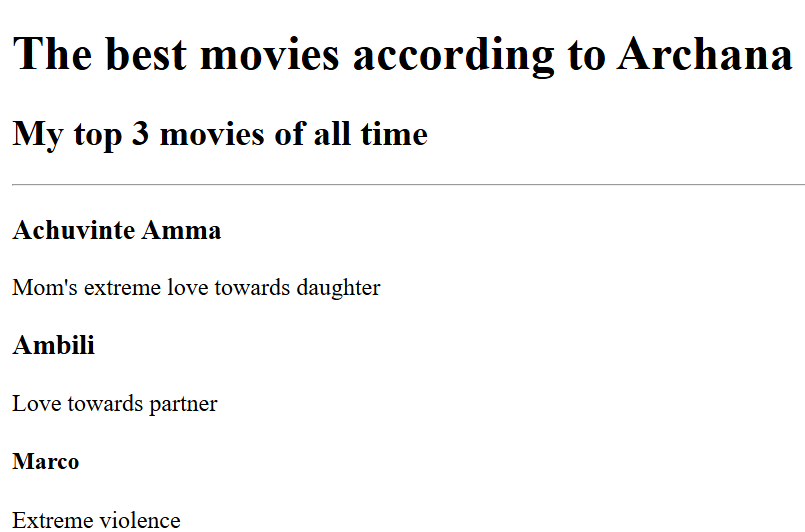 The best movies according to Archana
My top 3 movies of all time
Achuvinte Amma
Mom's extreme love towards daughter
Ambili
Love towards partner
Marco
Extreme violence